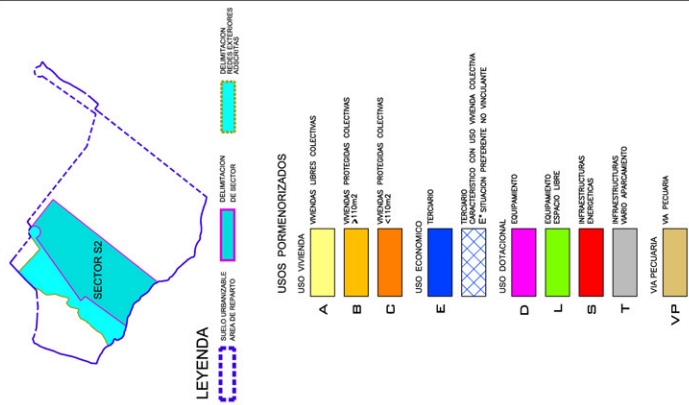 SECTOR S2
LEYENDA
SUELO URBANIZABLE
AREA DE REPARTO
DELIMITACION
DE SECTOR
DELIMITACION
REDES EXTERIORES
ADSCRITAS
USOS PORMENORIZADOS
USO VIVIENDA
A
VIVIENDAS LIBRES COLECTIVAS
B
VIVIENDAS PROTEGIDAS COLECTIVAS
≥110m2
C
VIVIENDAS PROTEGIDAS COLECTIVAS
<110m2
USO ECONOMICO
E
TERCIARIO
TERCIARIO
CARACTERISTICO CON USO VIVIENDA COLECTIVA
E* SITUACION PREFERENTE NO VINCULANTE
USO DOTACIONAL
D
EQUIPAMIENTO
L
EQUIPAMIENTO
ESPACIO LIBRE
S
INFRAESTRUCTURAS
ENERGETICAS
T
INFRAESTRUCTURAS
VIARIO APARCAMIENTO
VIA PECUARIA
VP
VIA PECUARIA